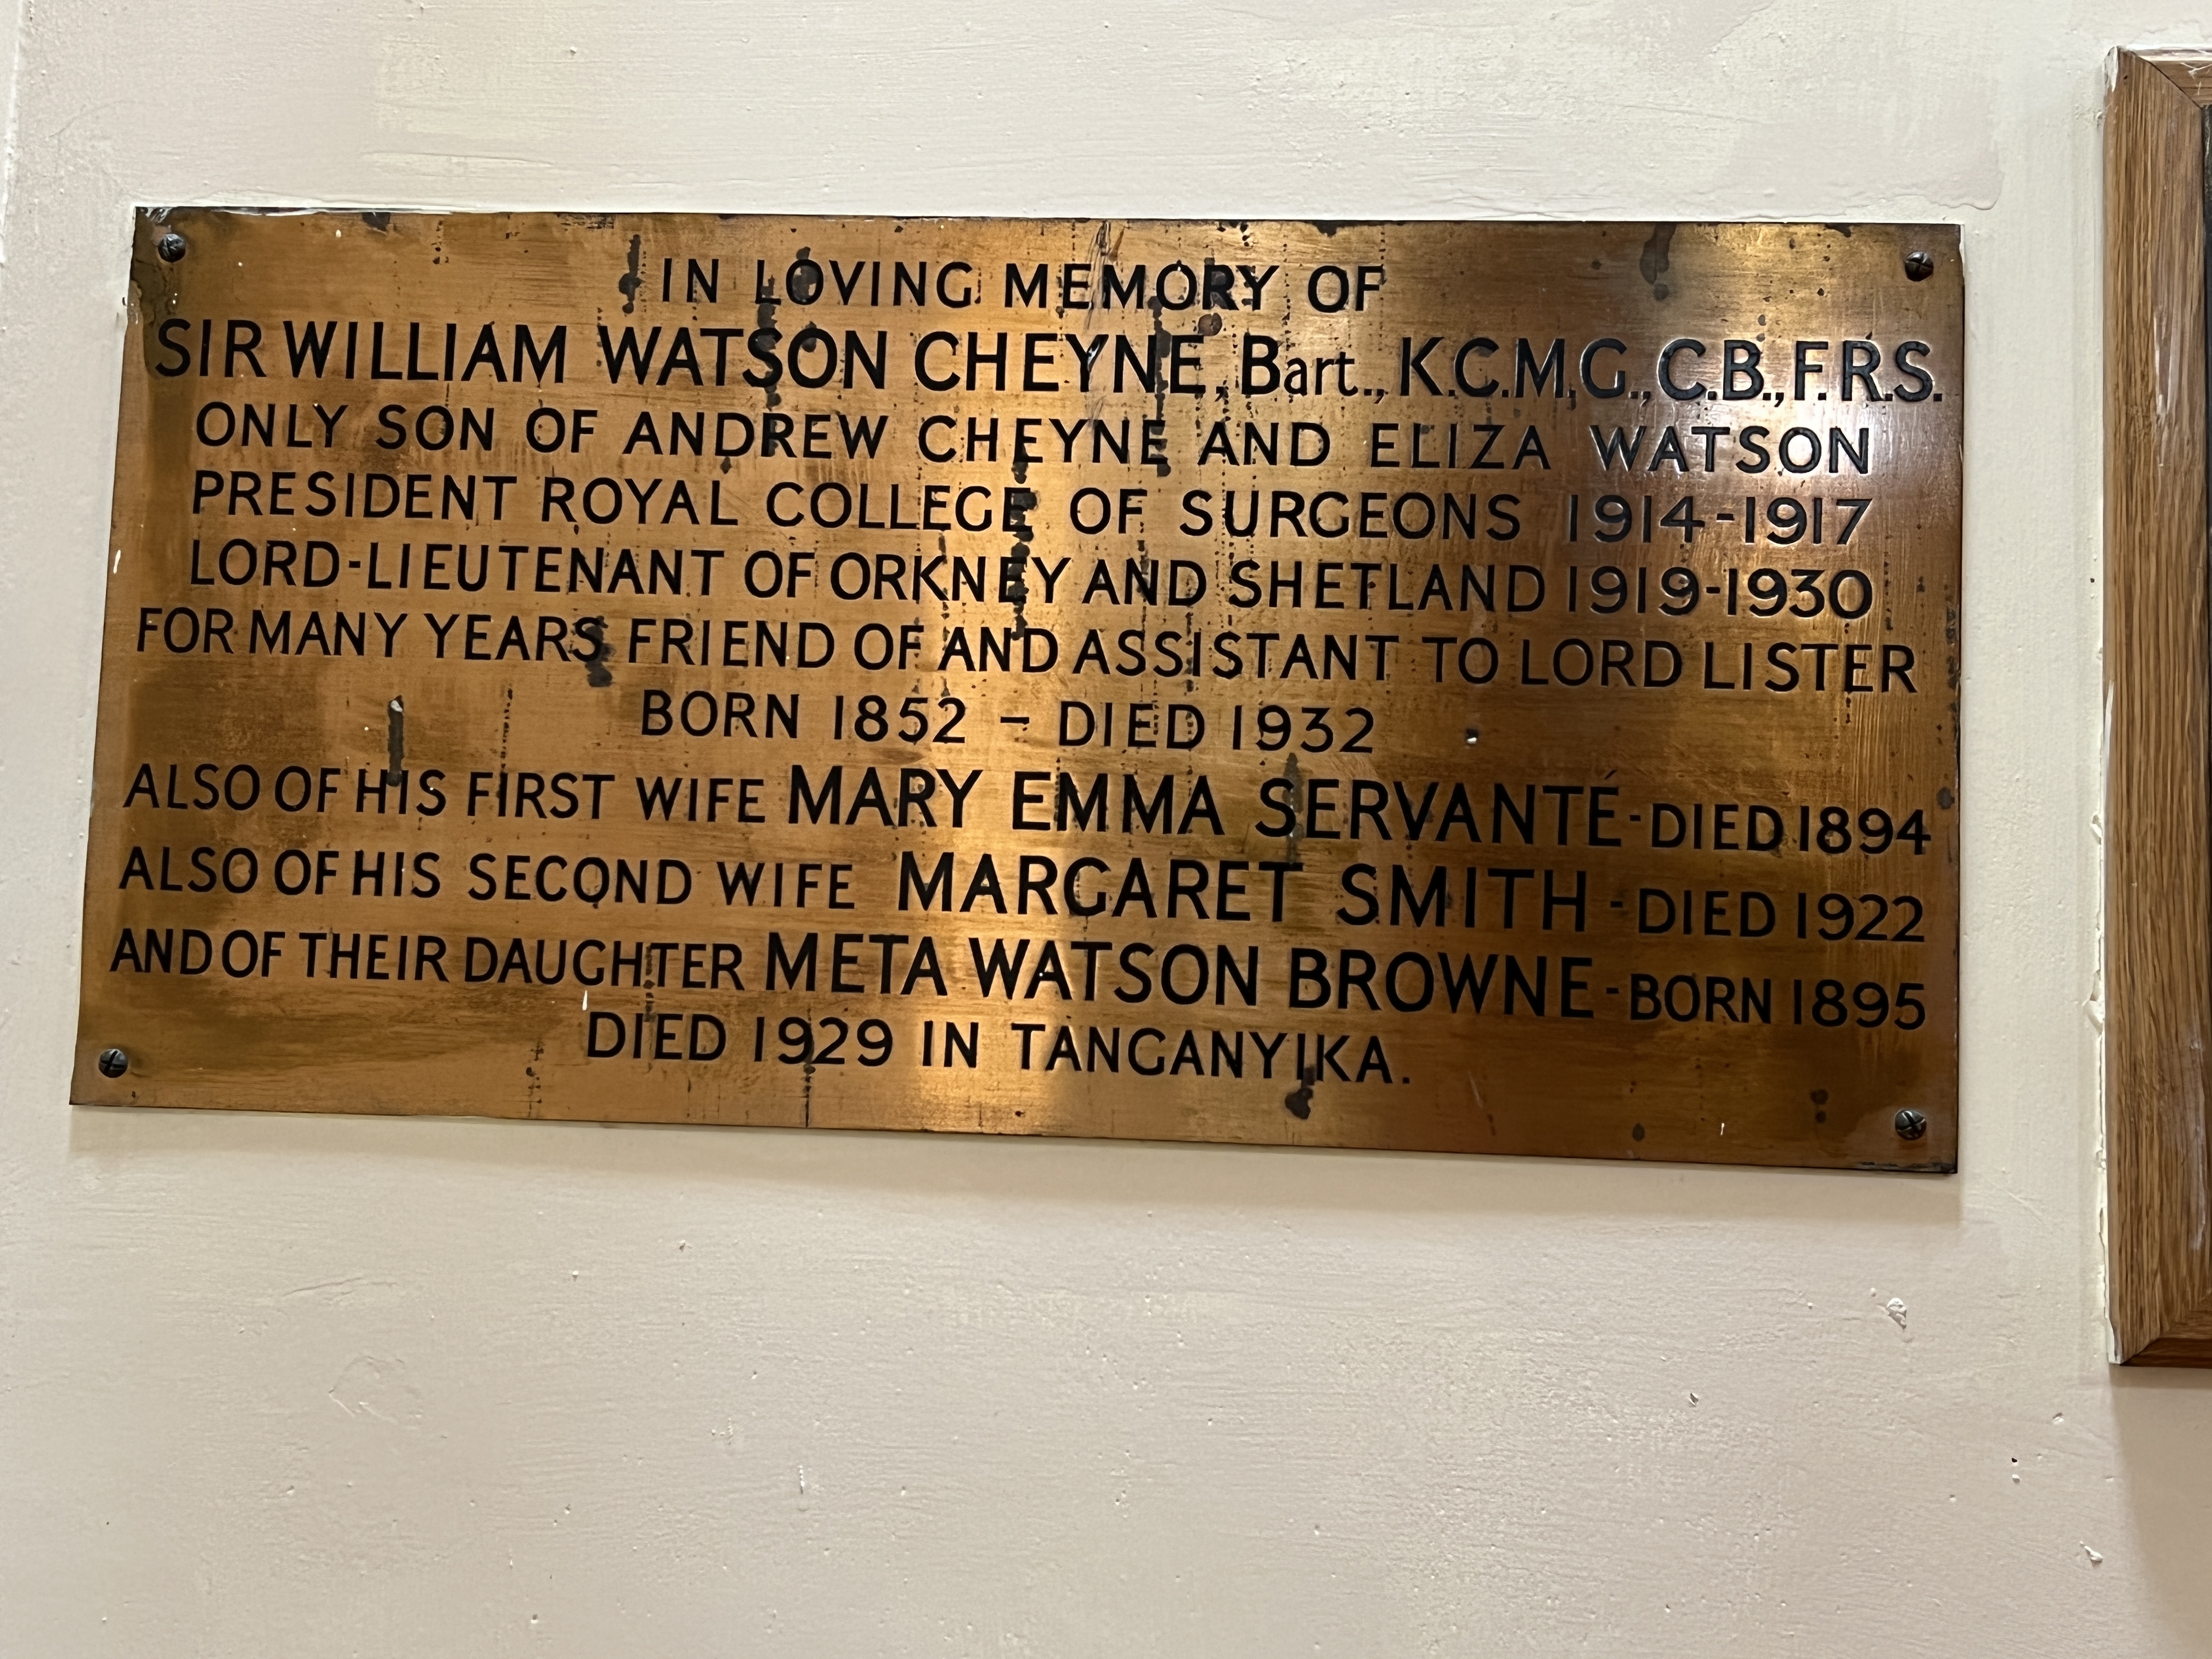 IN LOVING MEMORY OF
SIR WILLIAM WATSON CHEYNE, Bart., K.C.M.G., C.B., F.R.S.
ONLY SON OF ANDREW CHEYNE AND ELIZA WATSON
PRESIDENT ROYAL COLLEGE OF SURGEONS 1914-1917
LORD-LIEUTENANT OF ORKNEY AND SHETLAND 1919-1930
FOR MANY YEARS FRIEND OF AND ASSISTANT TO LORD LISTER
BORN 1852 - DIED 1932
ALSO OF HIS FIRST WIFE MARY EMMA SERVANTÉ - DIED 1894
ALSO OF HIS SECOND WIFE MARGARET SMITH - DIED 1922
AND OF THEIR DAUGHTER META WATSON BROWNE - BORN 1895
DIED 1929 IN TANGANYIKA.